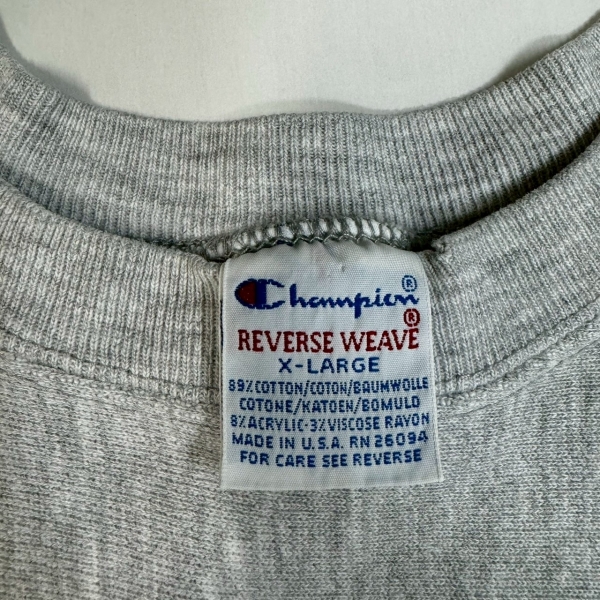 Champion®
REVERSE WEAVE®
X-LARGE
89% COTTON/COTON/BAUMWOLLE
COTONE/KATOEN/BOMULD
8% ACRYLIC-3% VISCOSE RAYON
MADE IN U.S.A. RN 26094
FOR CARE SEE REVERSE